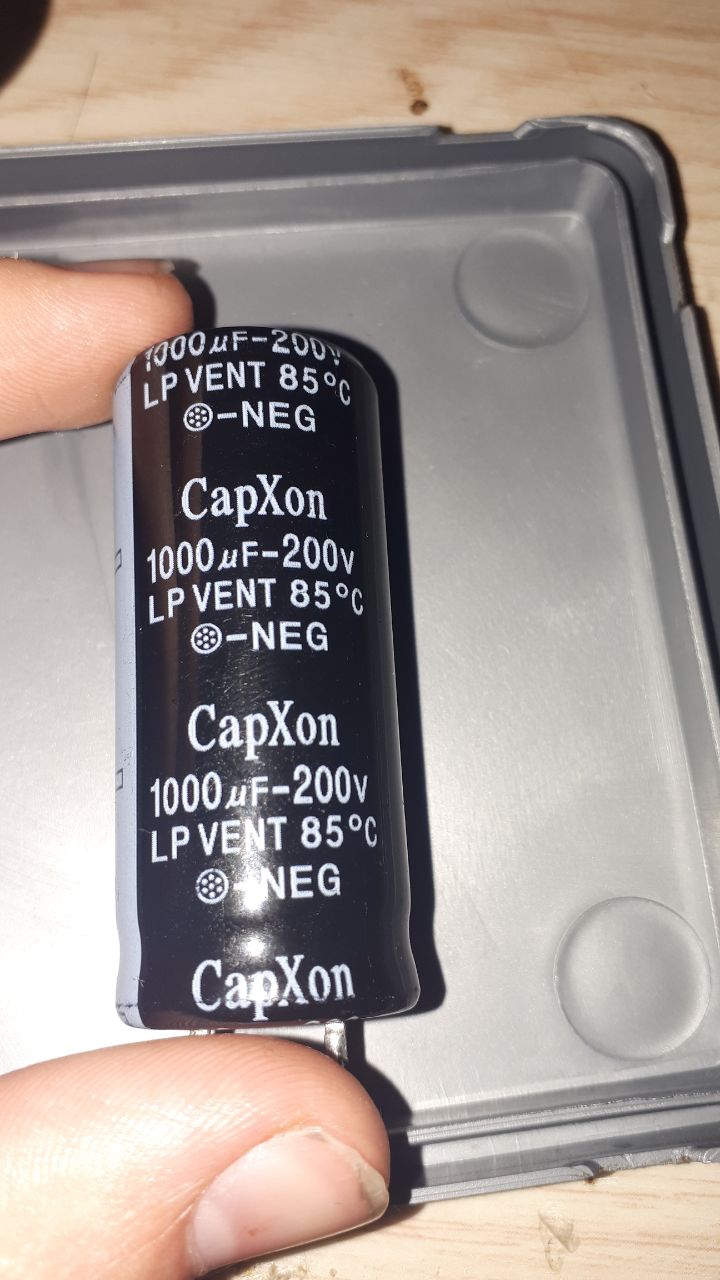 1000µF-200V
LP VENT 85°C
-NEG
CapXon
1000µF-200V
LP VENT 85°C
-NEG
CapXon
1000µF-200V
LP VENT 85°C
-NEG
CapXon